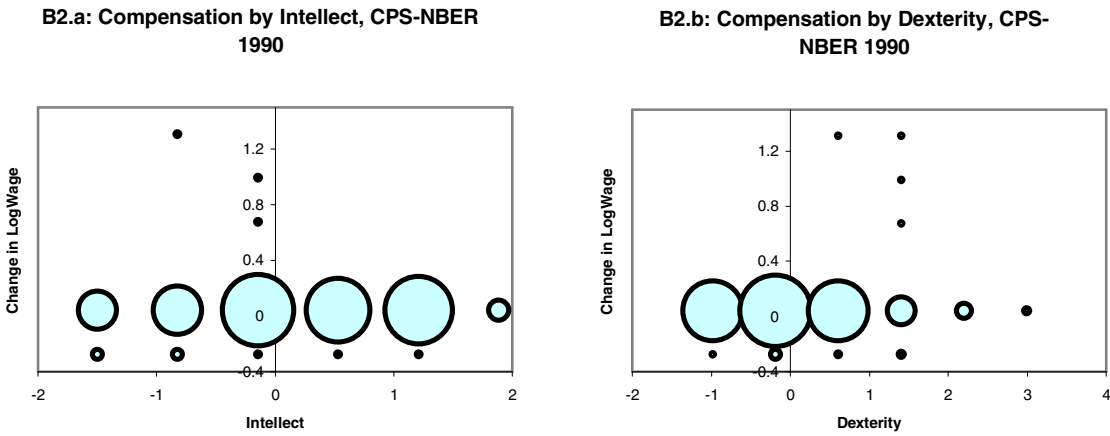 B2.a: Compensation by Intellect, CPS-NBER
1990
1.2
0.8
0.4
0
-0.4
-2 -1 0 1 2
Change in LogWage
Intellect
B2.b: Compensation by Dexterity, CPS-
NBER 1990
1.2
0.8
0.4
0
-0.4
-2 -1 0 1 2 3 4
Change in LogWage
Dexterity